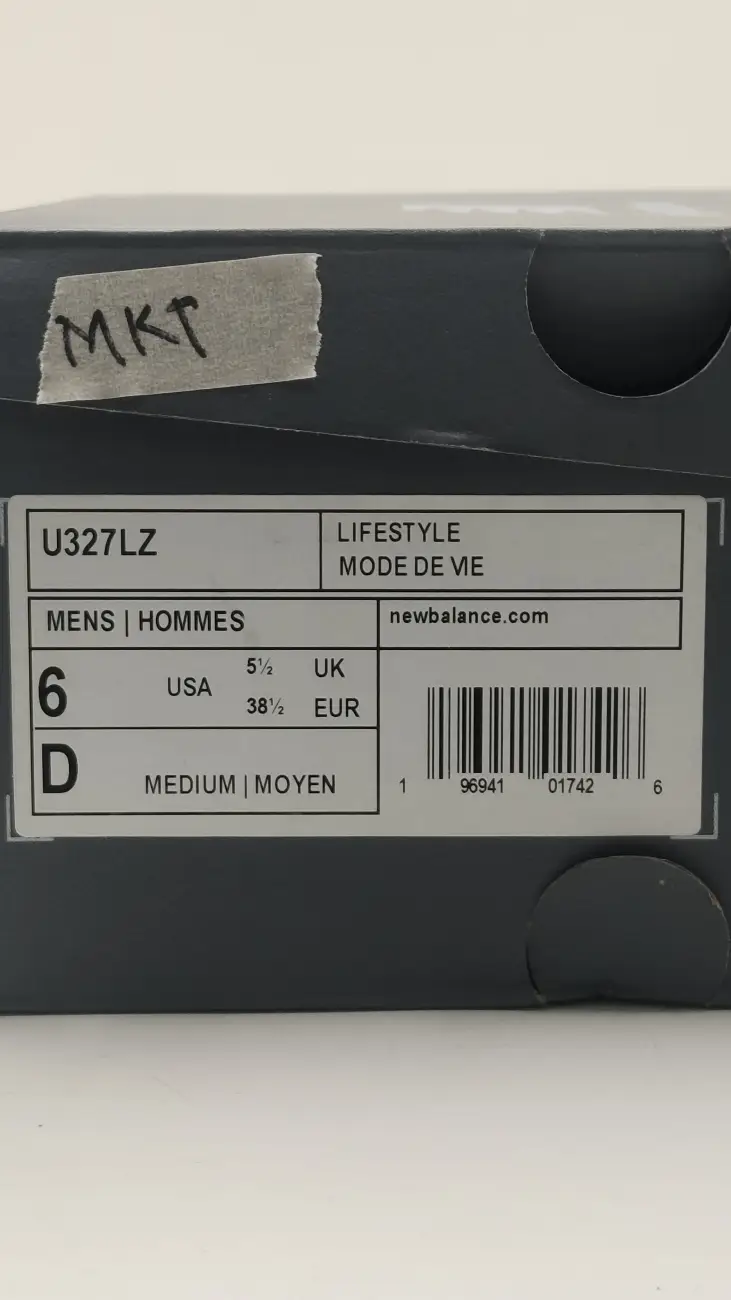 MKT
U327LZ
LIFESTYLE
MODE DE VIE
MENS | HOMMES
newbalance.com
6 USA 5½ UK
38½ EUR
D MEDIUM | MOYEN
1 96941 01742 6